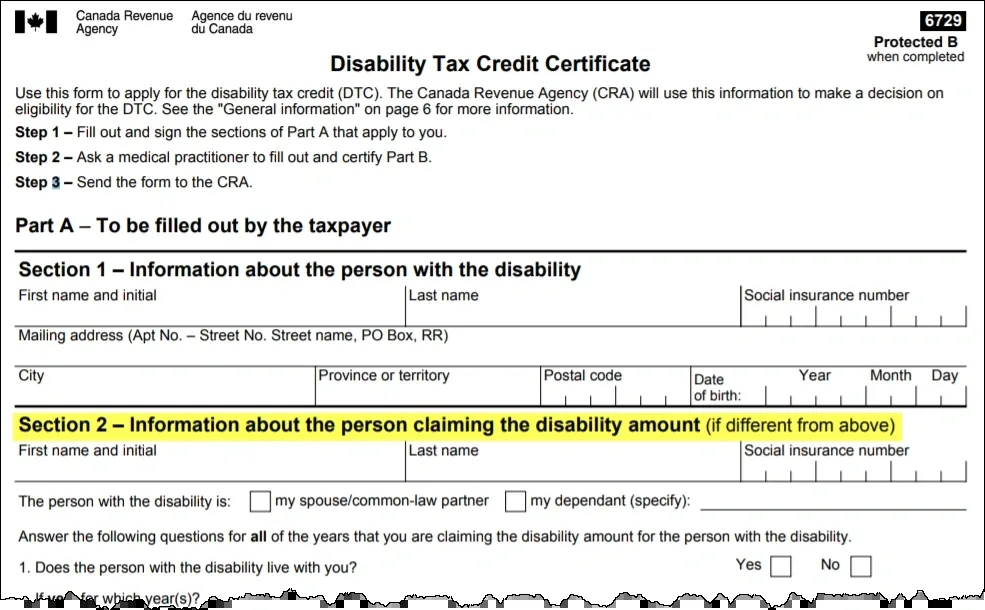 Canada Revenue Agence du revenu
Agency du Canada
6729
Protected B
when completed
Disability Tax Credit Certificate
Use this form to apply for the disability tax credit (DTC). The Canada Revenue Agency (CRA) will use this information to make a decision on
eligibility for the DTC. See the "General information" on page 6 for more information.
Step 1 – Fill out and sign the sections of Part A that apply to you.
Step 2 – Ask a medical practitioner to fill out and certify Part B.
Step 3 – Send the form to the CRA.
Part A – To be filled out by the taxpayer
Section 1 – Information about the person with the disability
First name and initial Last name Social insurance number
Mailing address (Apt No. – Street No. Street name, PO Box, RR)
City Province or territory Postal code Date of birth: Year Month Day
Section 2 – Information about the person claiming the disability amount (if different from above)
First name and initial Last name Social insurance number
The person with the disability is: my spouse/common-law partner my dependant (specify):
Answer the following questions for all of the years that you are claiming the disability amount for the person with the disability.
1. Does the person with the disability live with you? Yes No
If yes, for which year(s)?